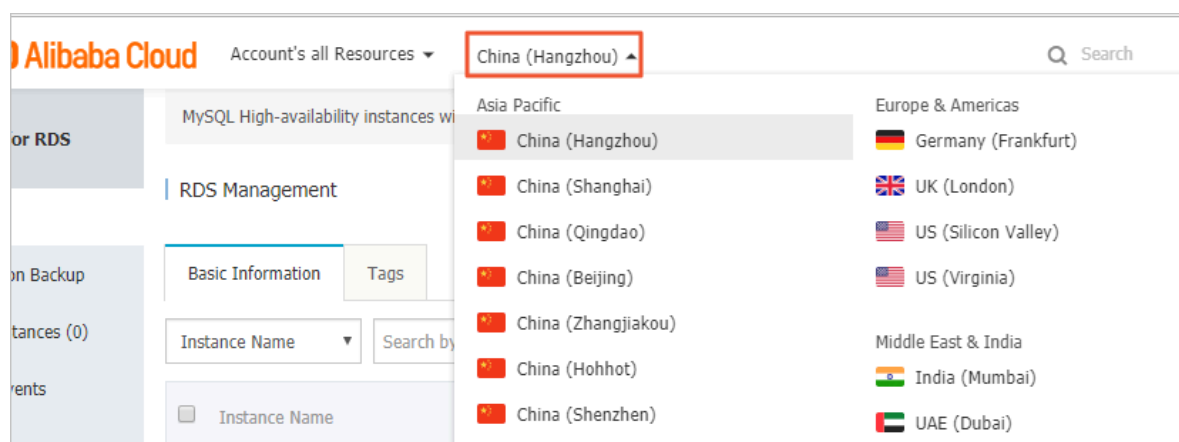 Alibaba Cloud
Account's all Resources
China (Hangzhou)
Search
or RDS
MySQL High-availability instances wi
RDS Management
Basic Information
Tags
on Backup
tances (0)
vents
Instance Name
Search by
Instance Name
Asia Pacific
China (Hangzhou)
China (Shanghai)
China (Qingdao)
China (Beijing)
China (Zhangjiakou)
China (Hohhot)
China (Shenzhen)
Europe & Americas
Germany (Frankfurt)
UK (London)
US (Silicon Valley)
US (Virginia)
Middle East & India
India (Mumbai)
UAE (Dubai)